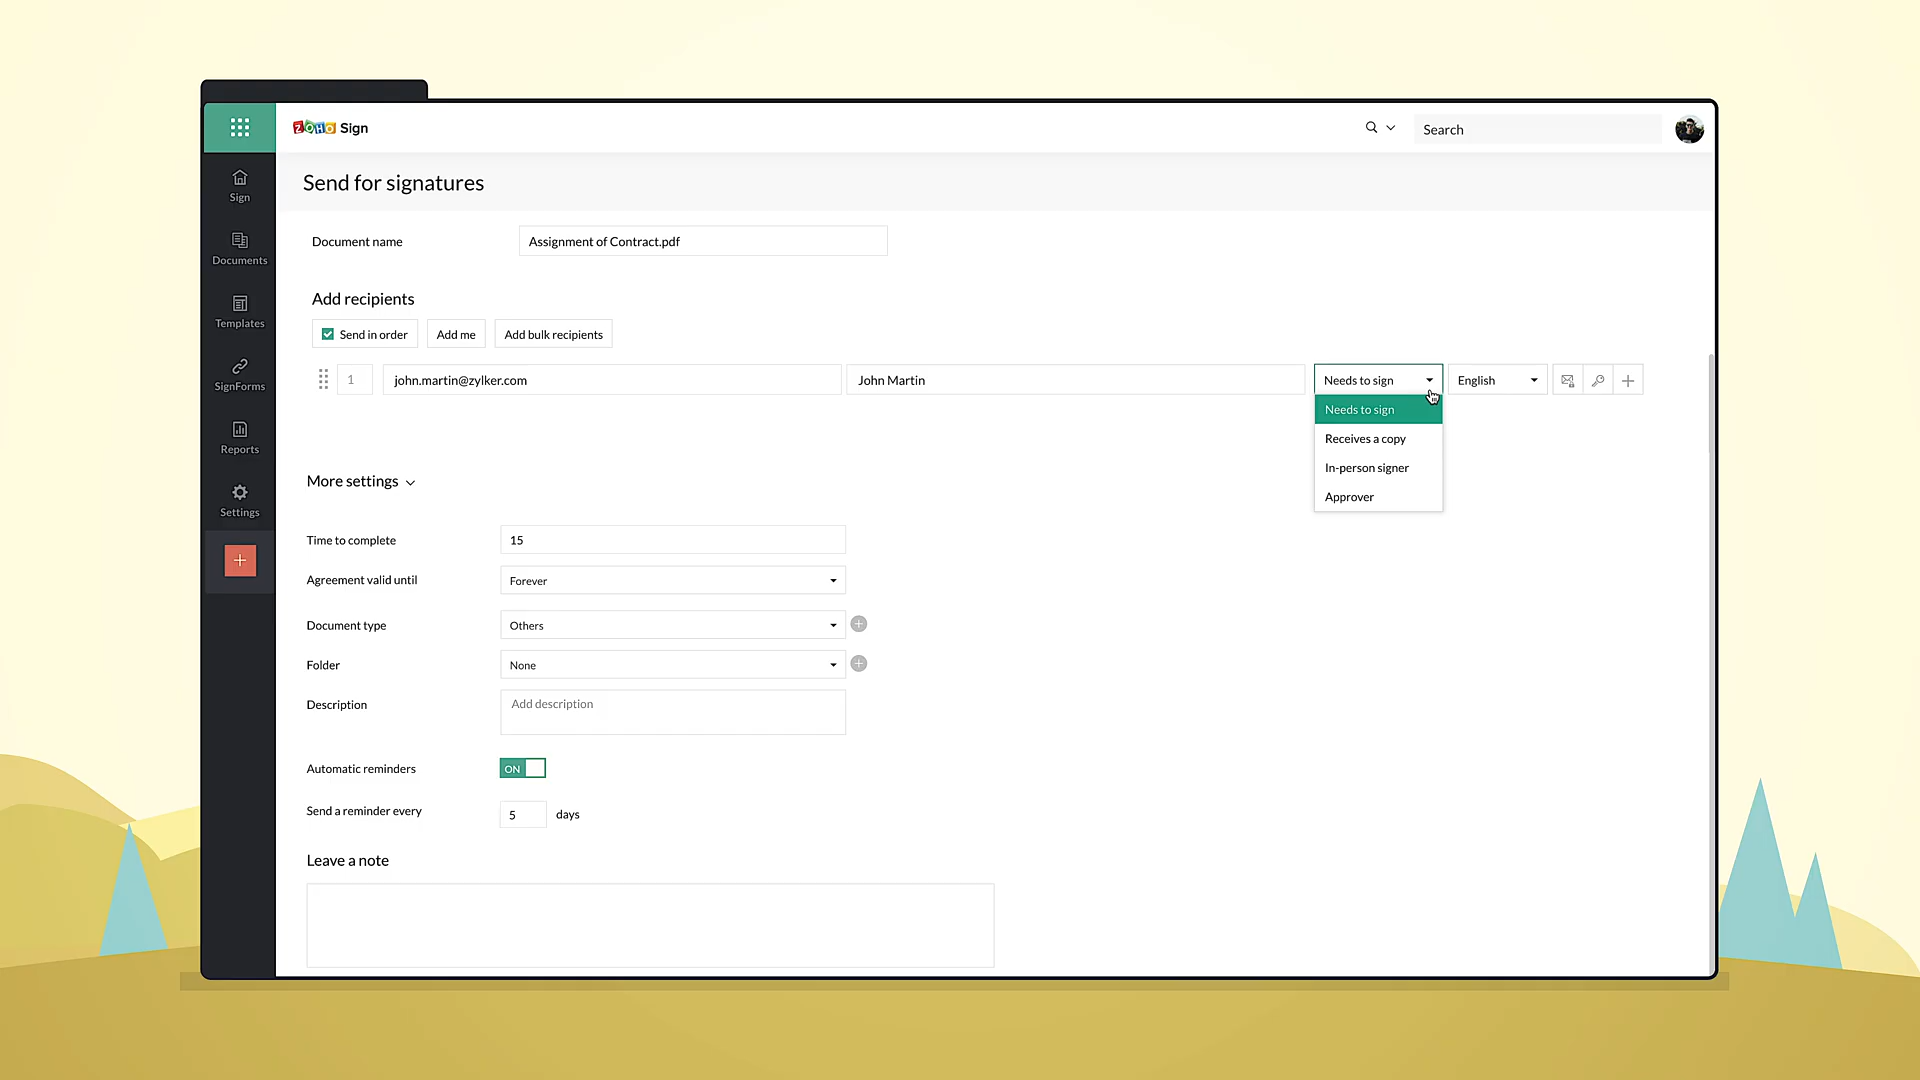 ZOHO Sign
Search
Sign
Documents
Templates
SignForms
Reports
Settings
Send for signatures
Document name
Assignment of Contract.pdf
Add recipients
Send in order
Add me
Add bulk recipients
1
john.martin@zylker.com
John Martin
Needs to sign
English
Needs to sign
Receives a copy
In-person signer
Approver
More settings
Time to complete
15
Agreement valid until
Forever
Document type
Others
Folder
None
Description
Add description
Automatic reminders
ON
Send a reminder every
5
days
Leave a note